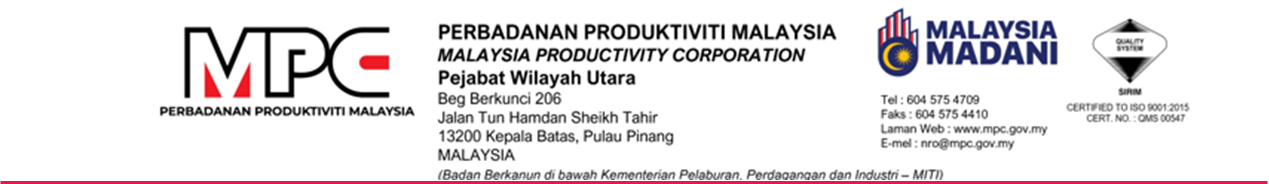 MPC
PERBADANAN PRODUKTIVITI MALAYSIA
PERBADANAN PRODUKTIVITI MALAYSIA
MALAYSIA PRODUCTIVITY CORPORATION
Pejabat Wilayah Utara
Beg Berkunci 206
Jalan Tun Hamdan Sheikh Tahir
13200 Kepala Batas, Pulau Pinang
MALAYSIA
(Badan Berkanun di bawah Kementerian Pelaburan, Perdagangan dan Industri – MITI)
MALAYSIA
MADANI
Tel : 604 575 4709
Faks : 604 575 4410
Laman Web : www.mpc.gov.my
E-mel : nro@mpc.gov.my
QUALITY
SYSTEM
SIRIM
CERTIFIED TO ISO 9001:2015
CERT. NO. : QMS 00547